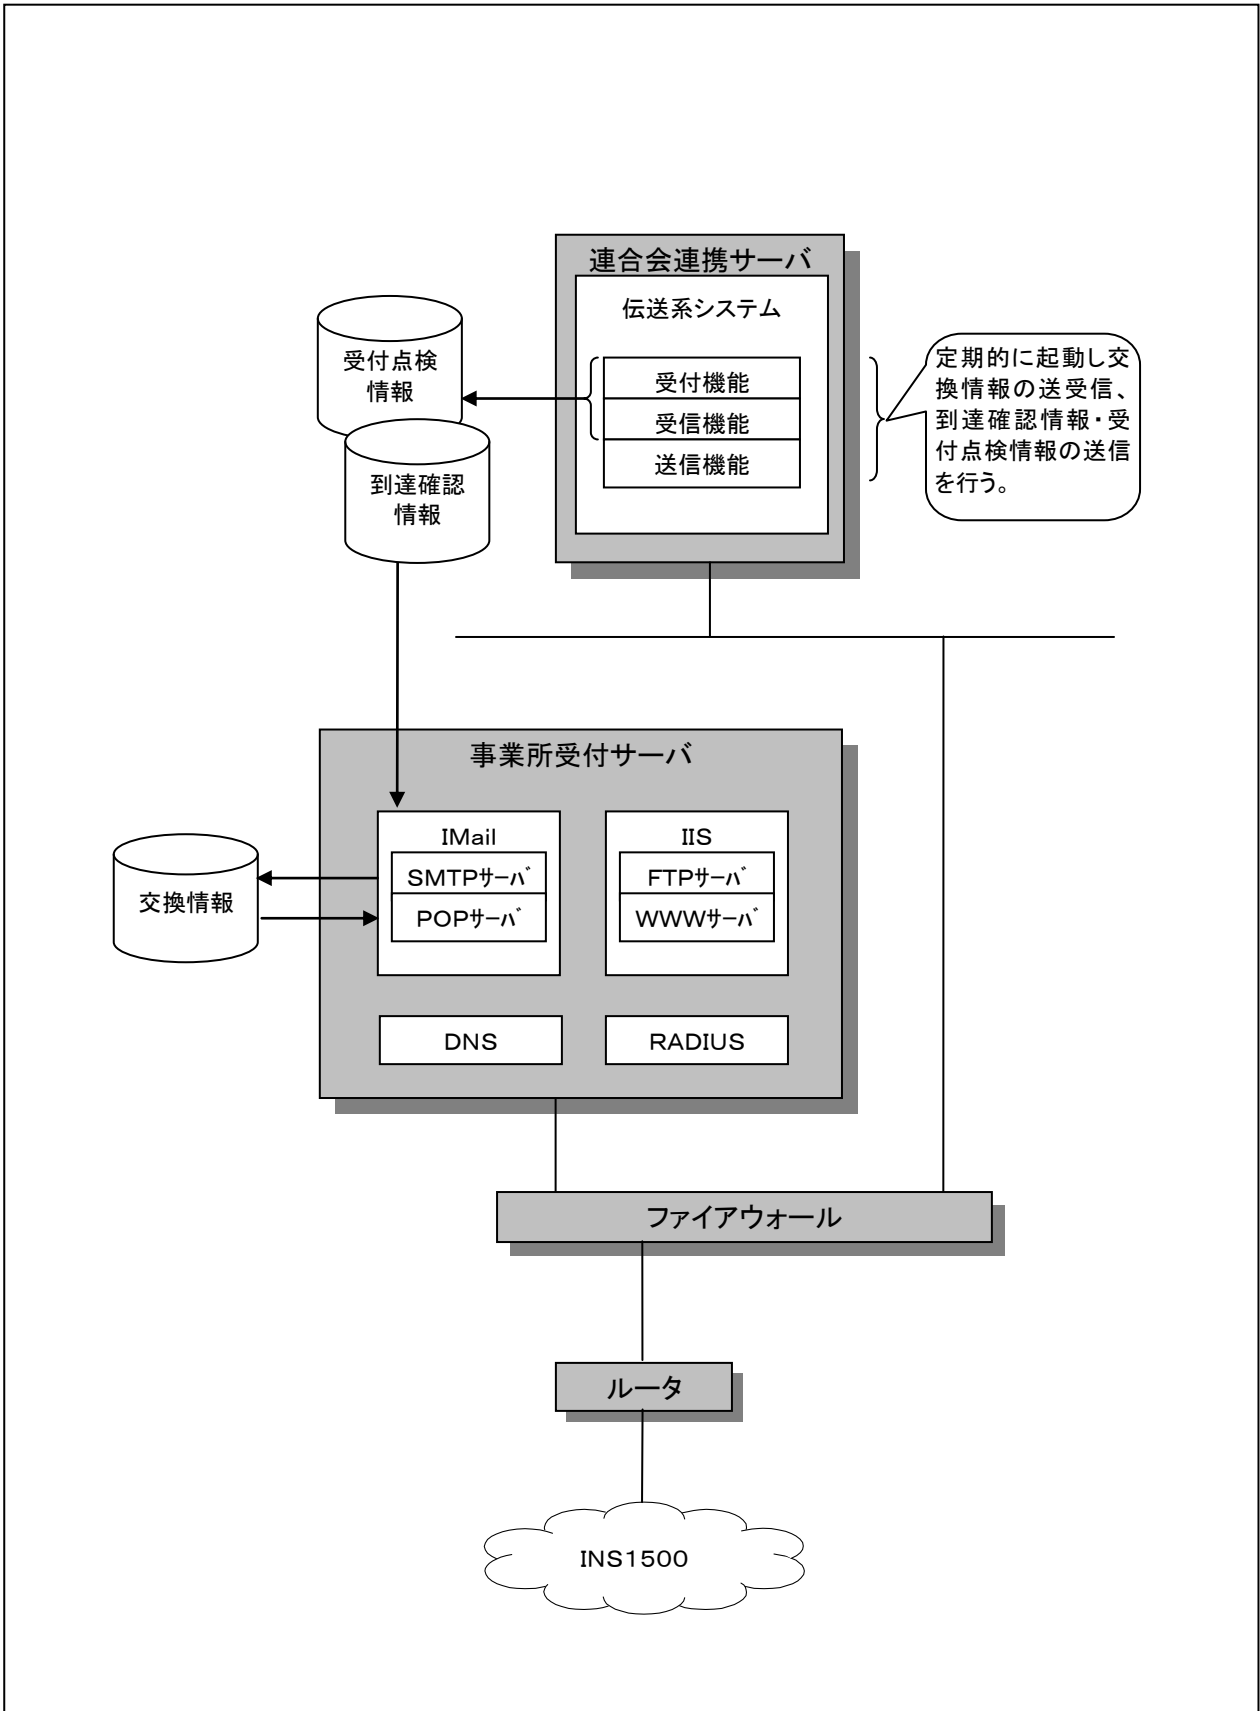 連合会連携サーバ
伝送系システム
受付機能
受信機能
送信機能
受付点検
情報
到達確認
情報
定期的に起動し交
換情報の送受信、
到達確認情報・受
付点検情報の送信
を行う。
事業所受付サーバ
IMail
SMTPサーバ
POPサーバ
IIS
FTPサーバ
WWWサーバ
交換情報
DNS
RADIUS
ファイアウォール
ルータ
INS1500